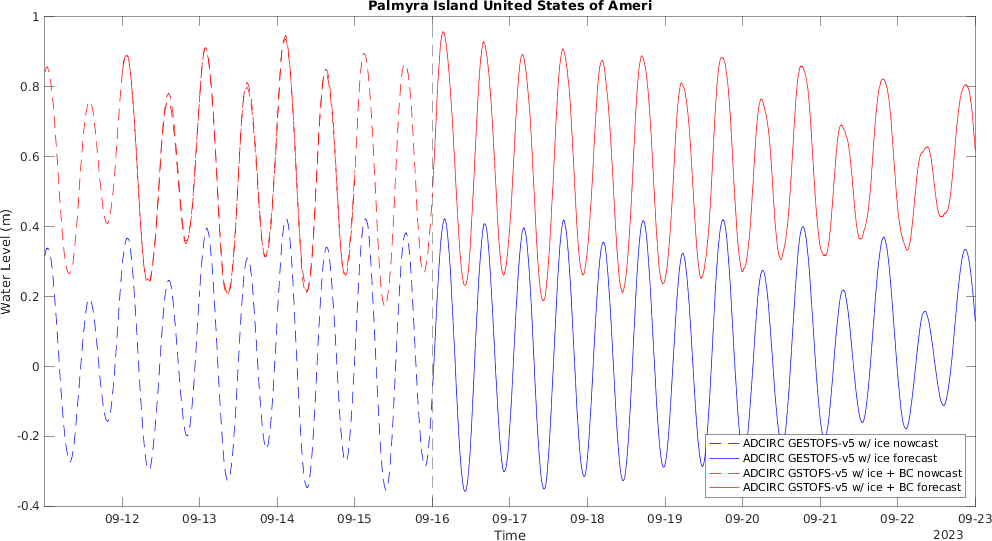 Palmyra Island United States of Ameri
Water Level (m)
1
0.8
0.6
0.4
0.2
0
-0.2
-0.4
ADCIRC GESTOFS-v5 w/ ice nowcast
ADCIRC GESTOFS-v5 w/ ice forecast
ADCIRC GSTOFS-v5 w/ ice + BC nowcast
ADCIRC GSTOFS-v5 w/ ice + BC forecast
09-12 09-13 09-14 09-15 09-16 09-17 09-18 09-19 09-20 09-21 09-22 09-23
Time
2023